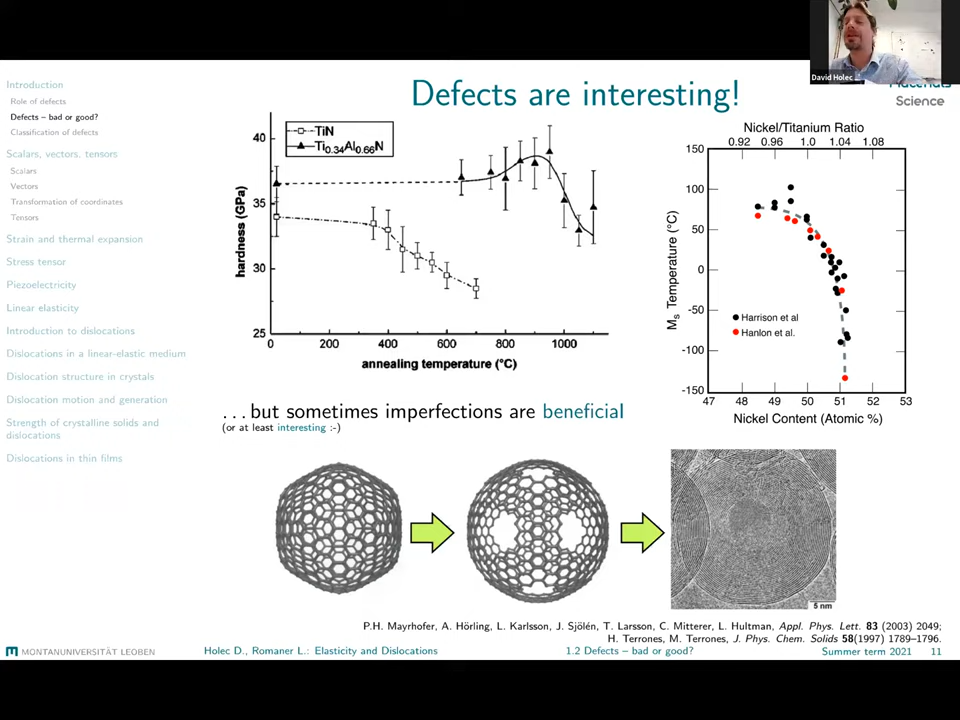 David Holec
Defects are interesting!
Materials
Science
Introduction
Role of defects
Defects – bad or good?
Classification of defects
Scalars, vectors, tensors
Scalars
Vectors
Transformation of coordinates
Tensors
Strain and thermal expansion
Stress tensor
Piezoelectricity
Linear elasticity
Introduction to dislocations
Dislocations in a linear-elastic medium
Dislocation structure in crystals
Dislocation motion and generation
Strength of crystalline solids and
dislocations
Dislocations in thin films
TiN
Ti0.34Al0.66N
40
35
30
25
hardness (GPa)
0 200 400 600 800 1000
annealing temperature (°C)
Nickel/Titanium Ratio
0.92 0.96 1.0 1.04 1.08
150
100
50
0
-50
-100
-150
Ms Temperature (°C)
Harrison et al
Hanlon et al.
47 48 49 50 51 52 53
Nickel Content (Atomic %)
...but sometimes imperfections are beneficial
(or at least interesting :-)
5 nm
P.H. Mayrhofer, A. Hörling, L. Karlsson, J. Sjölén, T. Larsson, C. Mitterer, L. Hultman, Appl. Phys. Lett. 83 (2003) 2049;
H. Terrones, M. Terrones, J. Phys. Chem. Solids 58(1997) 1789–1796.
MONTANUNIVERSITÄT LEOBEN
Holec D., Romaner L.: Elasticity and Dislocations
1.2 Defects – bad or good?
Summer term 2021 11